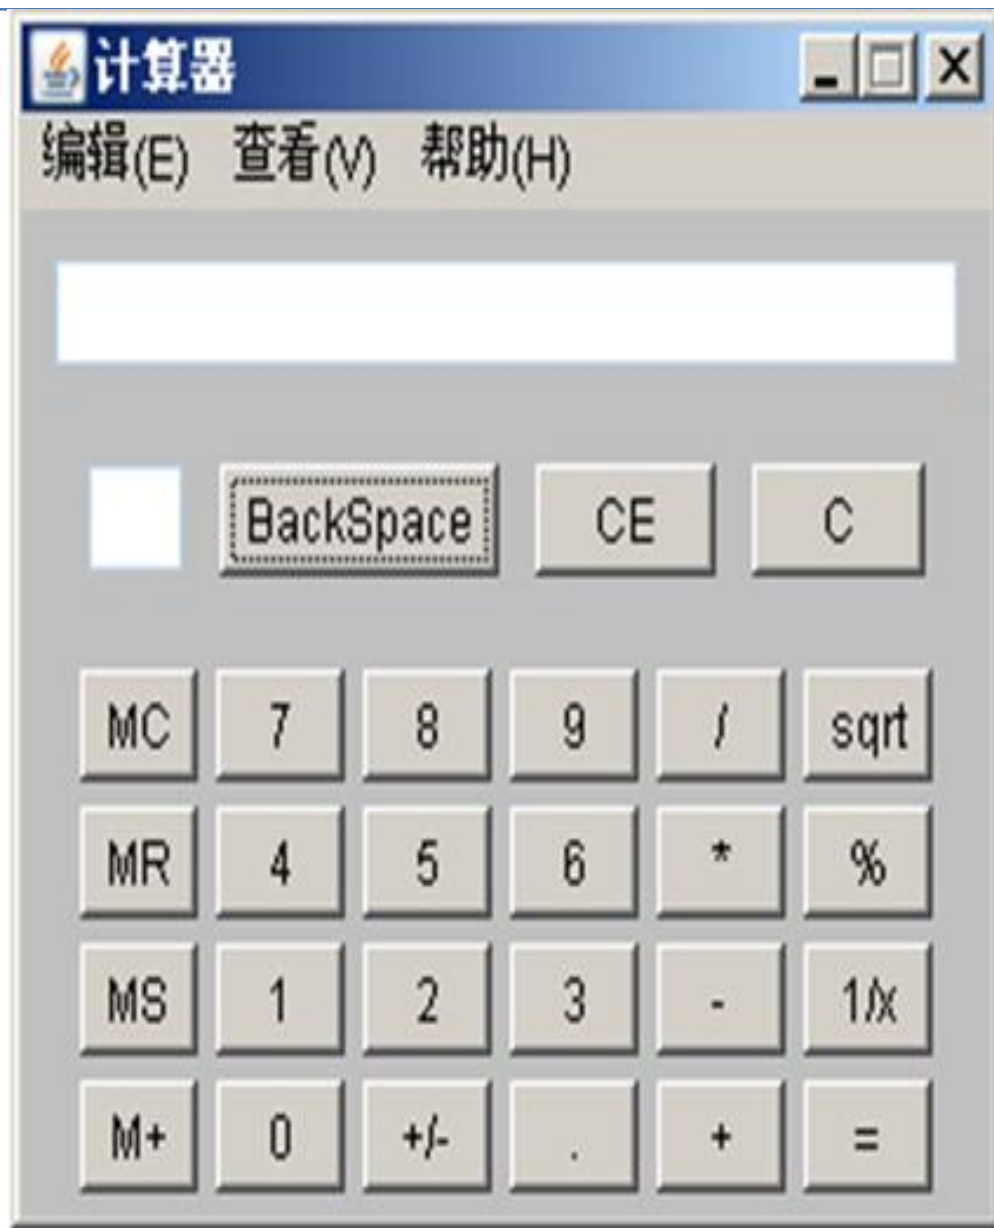 计算器
编辑(E) 查看(V) 帮助(H)
BackSpace CE C
MC 7 8 9 / sqrt
MR 4 5 6 * %
MS 1 2 3 - 1/x
M+ 0 +/- . + =